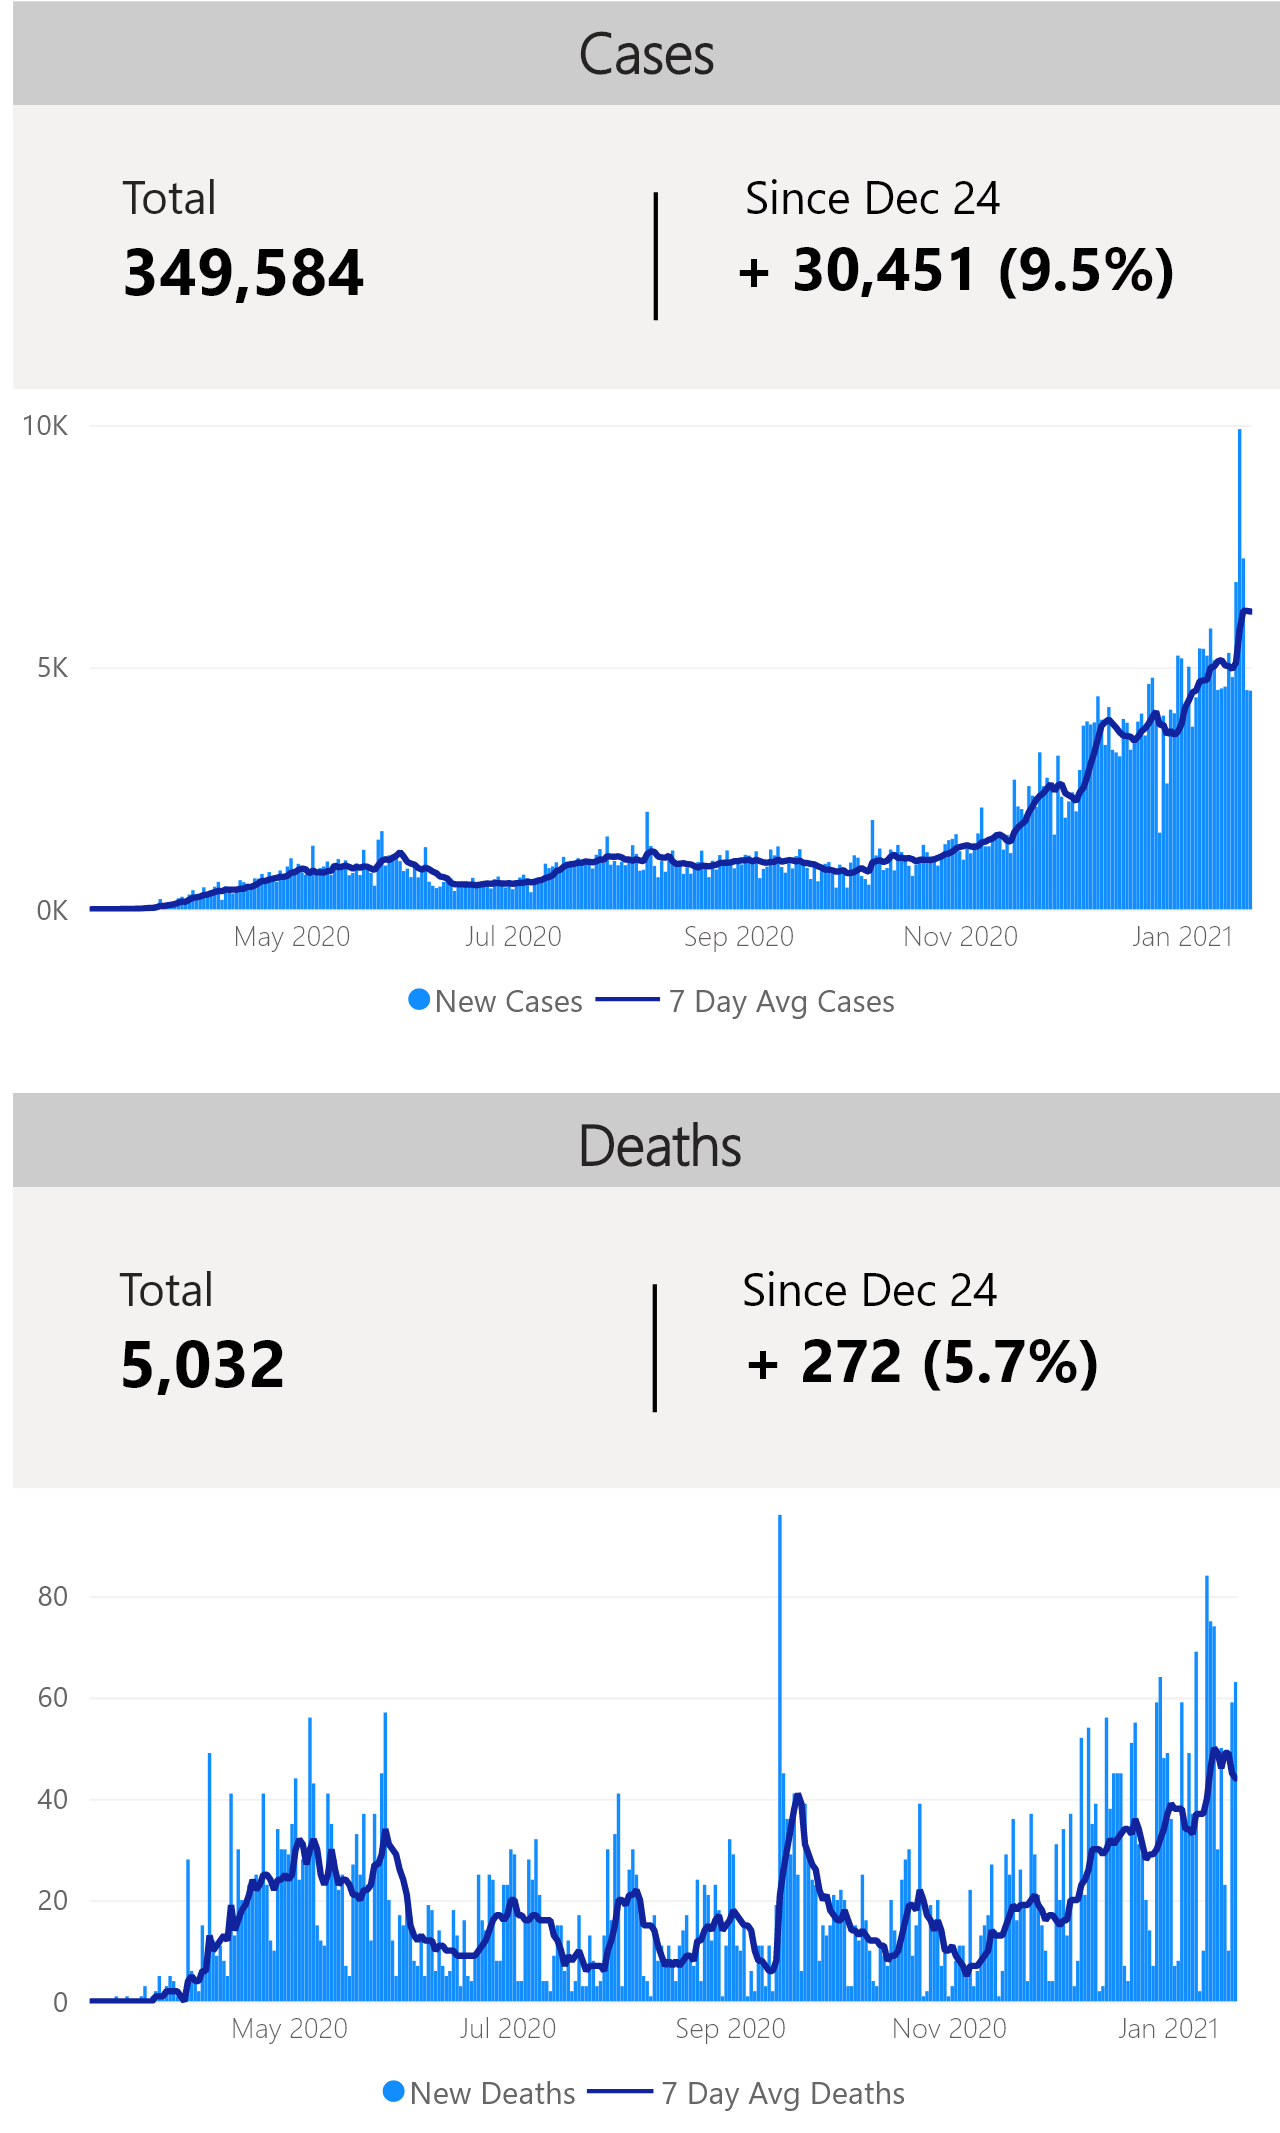 Cases
Total
Since Dec 24
349,584
+ 30,451 (9.5%)
10K
5K
0K
May 2020
Jul 2020
Sep 2020
Nov 2020
Jan 2021
New Cases
7 Day Avg Cases
Deaths
Total
Since Dec 24
5,032
+ 272 (5.7%)
80
60
40
20
0
May 2020
Jul 2020
Sep 2020
Nov 2020
Jan 2021
New Deaths
7 Day Avg Deaths